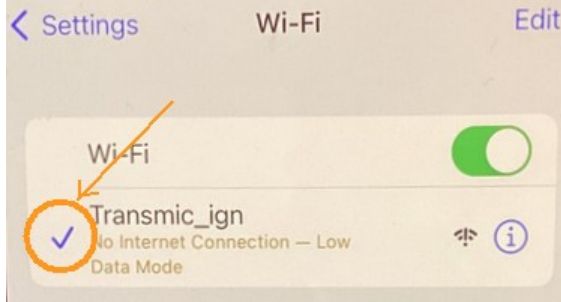 Settings
Wi-Fi
Edit
Wi-Fi
Transmic_ign
No Internet Connection — Low
Data Mode